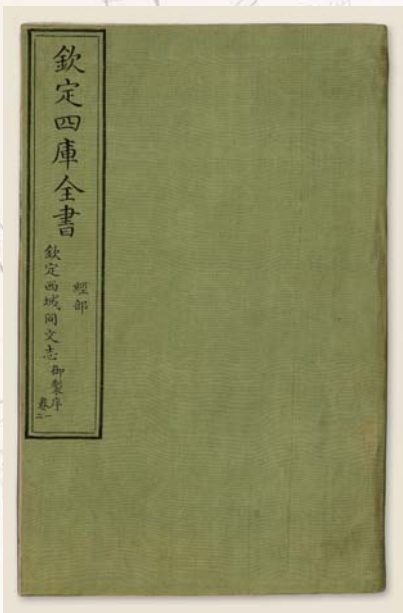 欽定四庫全書
經部
欽定西域同文志 御製序
卷一
二